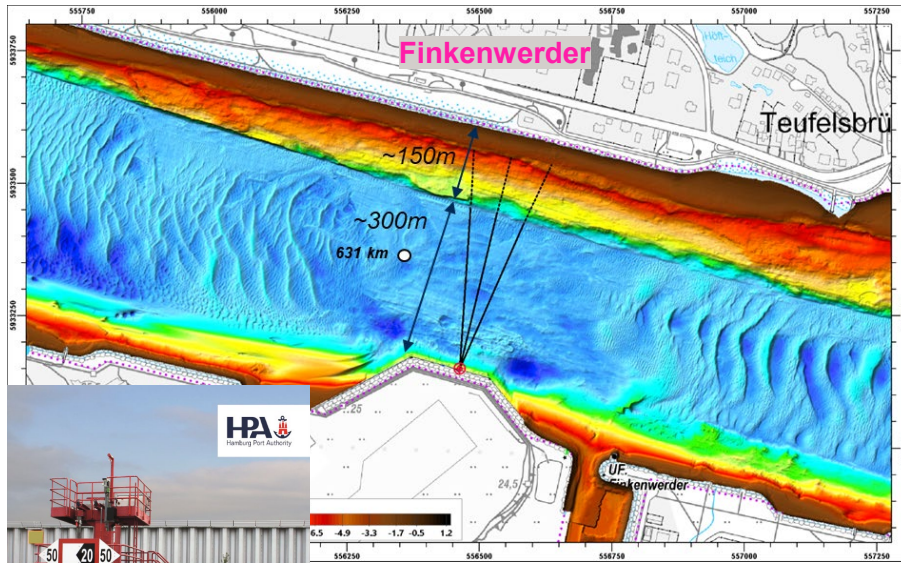 555750 556000 556250 556500 556750 557000 557250
Finkenwerder
Teufelsbrü
5933750
5933500
5933250
~150m
~300m
631 km
HPA
Hamburg Port Authority
25
24,5
UF.
Finkenwerder
6.5 -4.9 -3.3 -1.7 -0.5 1.2
50 20 50
556250 556500 556750 557000 557250